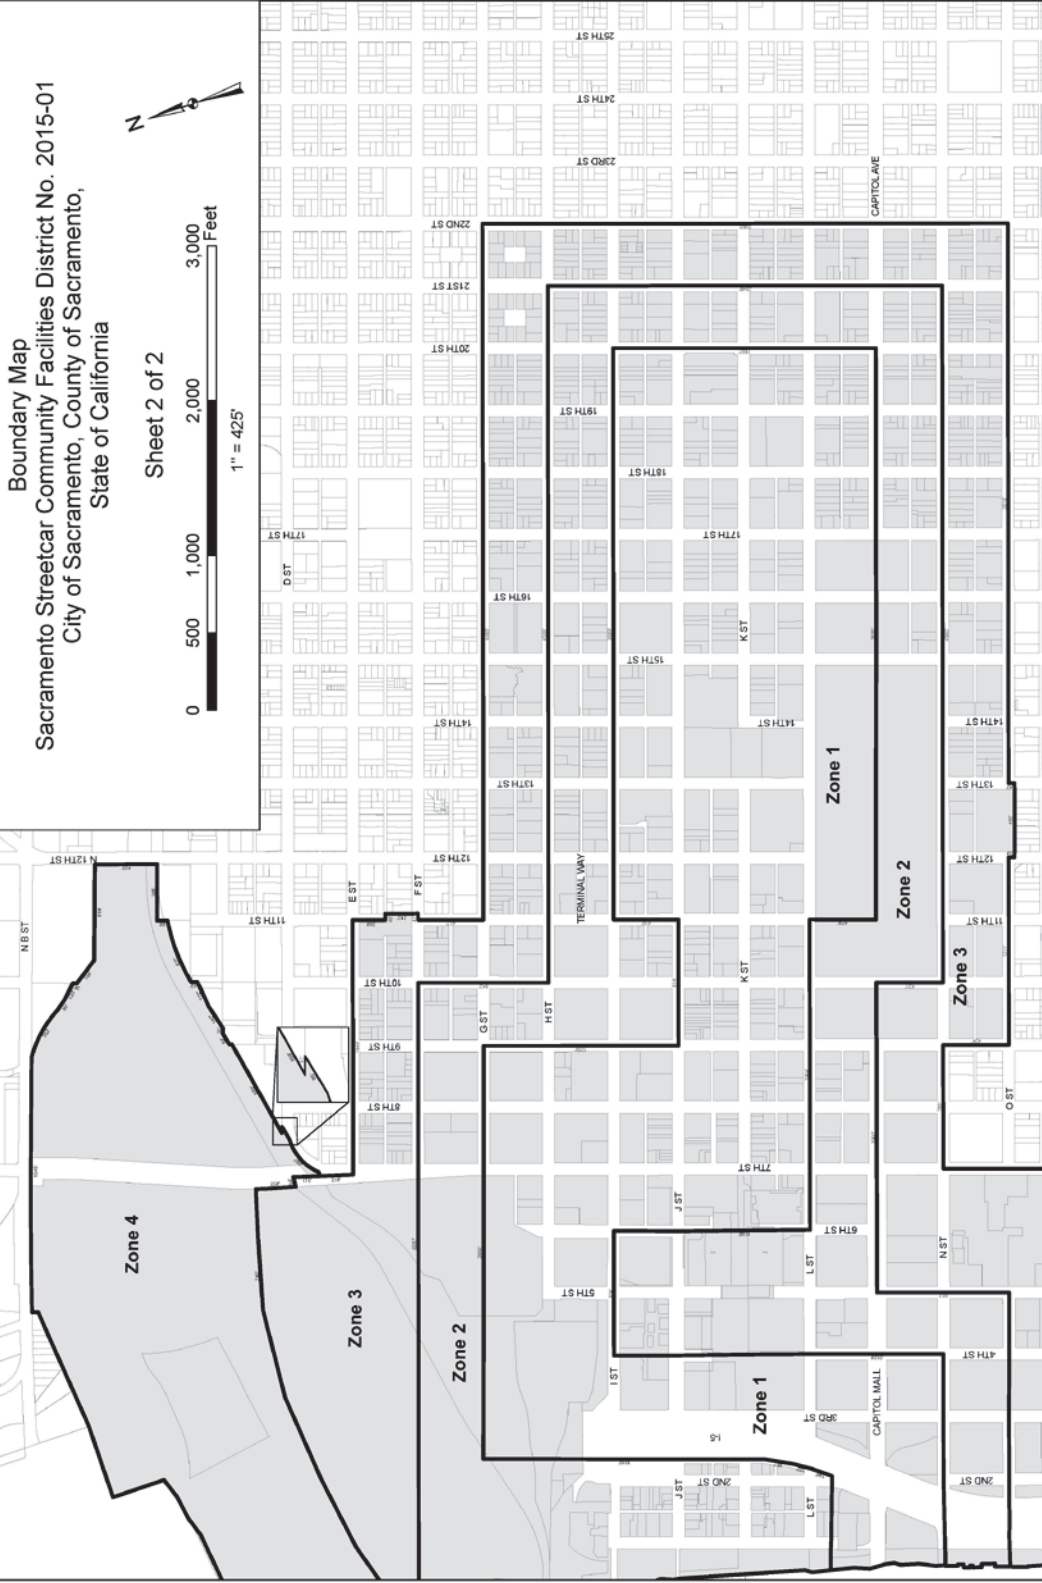 Boundary Map
Sacramento Streetcar Community Facilities District No. 2015-01
City of Sacramento, County of Sacramento,
State of California
Sheet 2 of 2
0 500 1,000 2,000 3,000
Feet
1" = 425'
N
25TH ST
24TH ST
23RD ST
CAPITOL AVE
22ND ST
21ST ST
20TH ST
19TH ST
18TH ST
17TH ST
17TH ST
D ST
16TH ST
K ST
15TH ST
14TH ST
14TH ST
14TH ST
Zone 1
13TH ST
13TH ST
N 12TH ST
12TH ST
12TH ST
E ST
F ST
TERMINAL WAY
Zone 2
N B ST
11TH ST
11TH ST
10TH ST
K ST
Zone 3
G ST
H ST
9TH ST
8TH ST
O ST
7TH ST
J ST
6TH ST
Zone 4
L ST
N ST
5TH ST
Zone 3
Zone 2
4TH ST
I ST
Zone 1
3RD ST
CAPITOL MALL
I-5
J ST
2ND ST
L ST
2ND ST